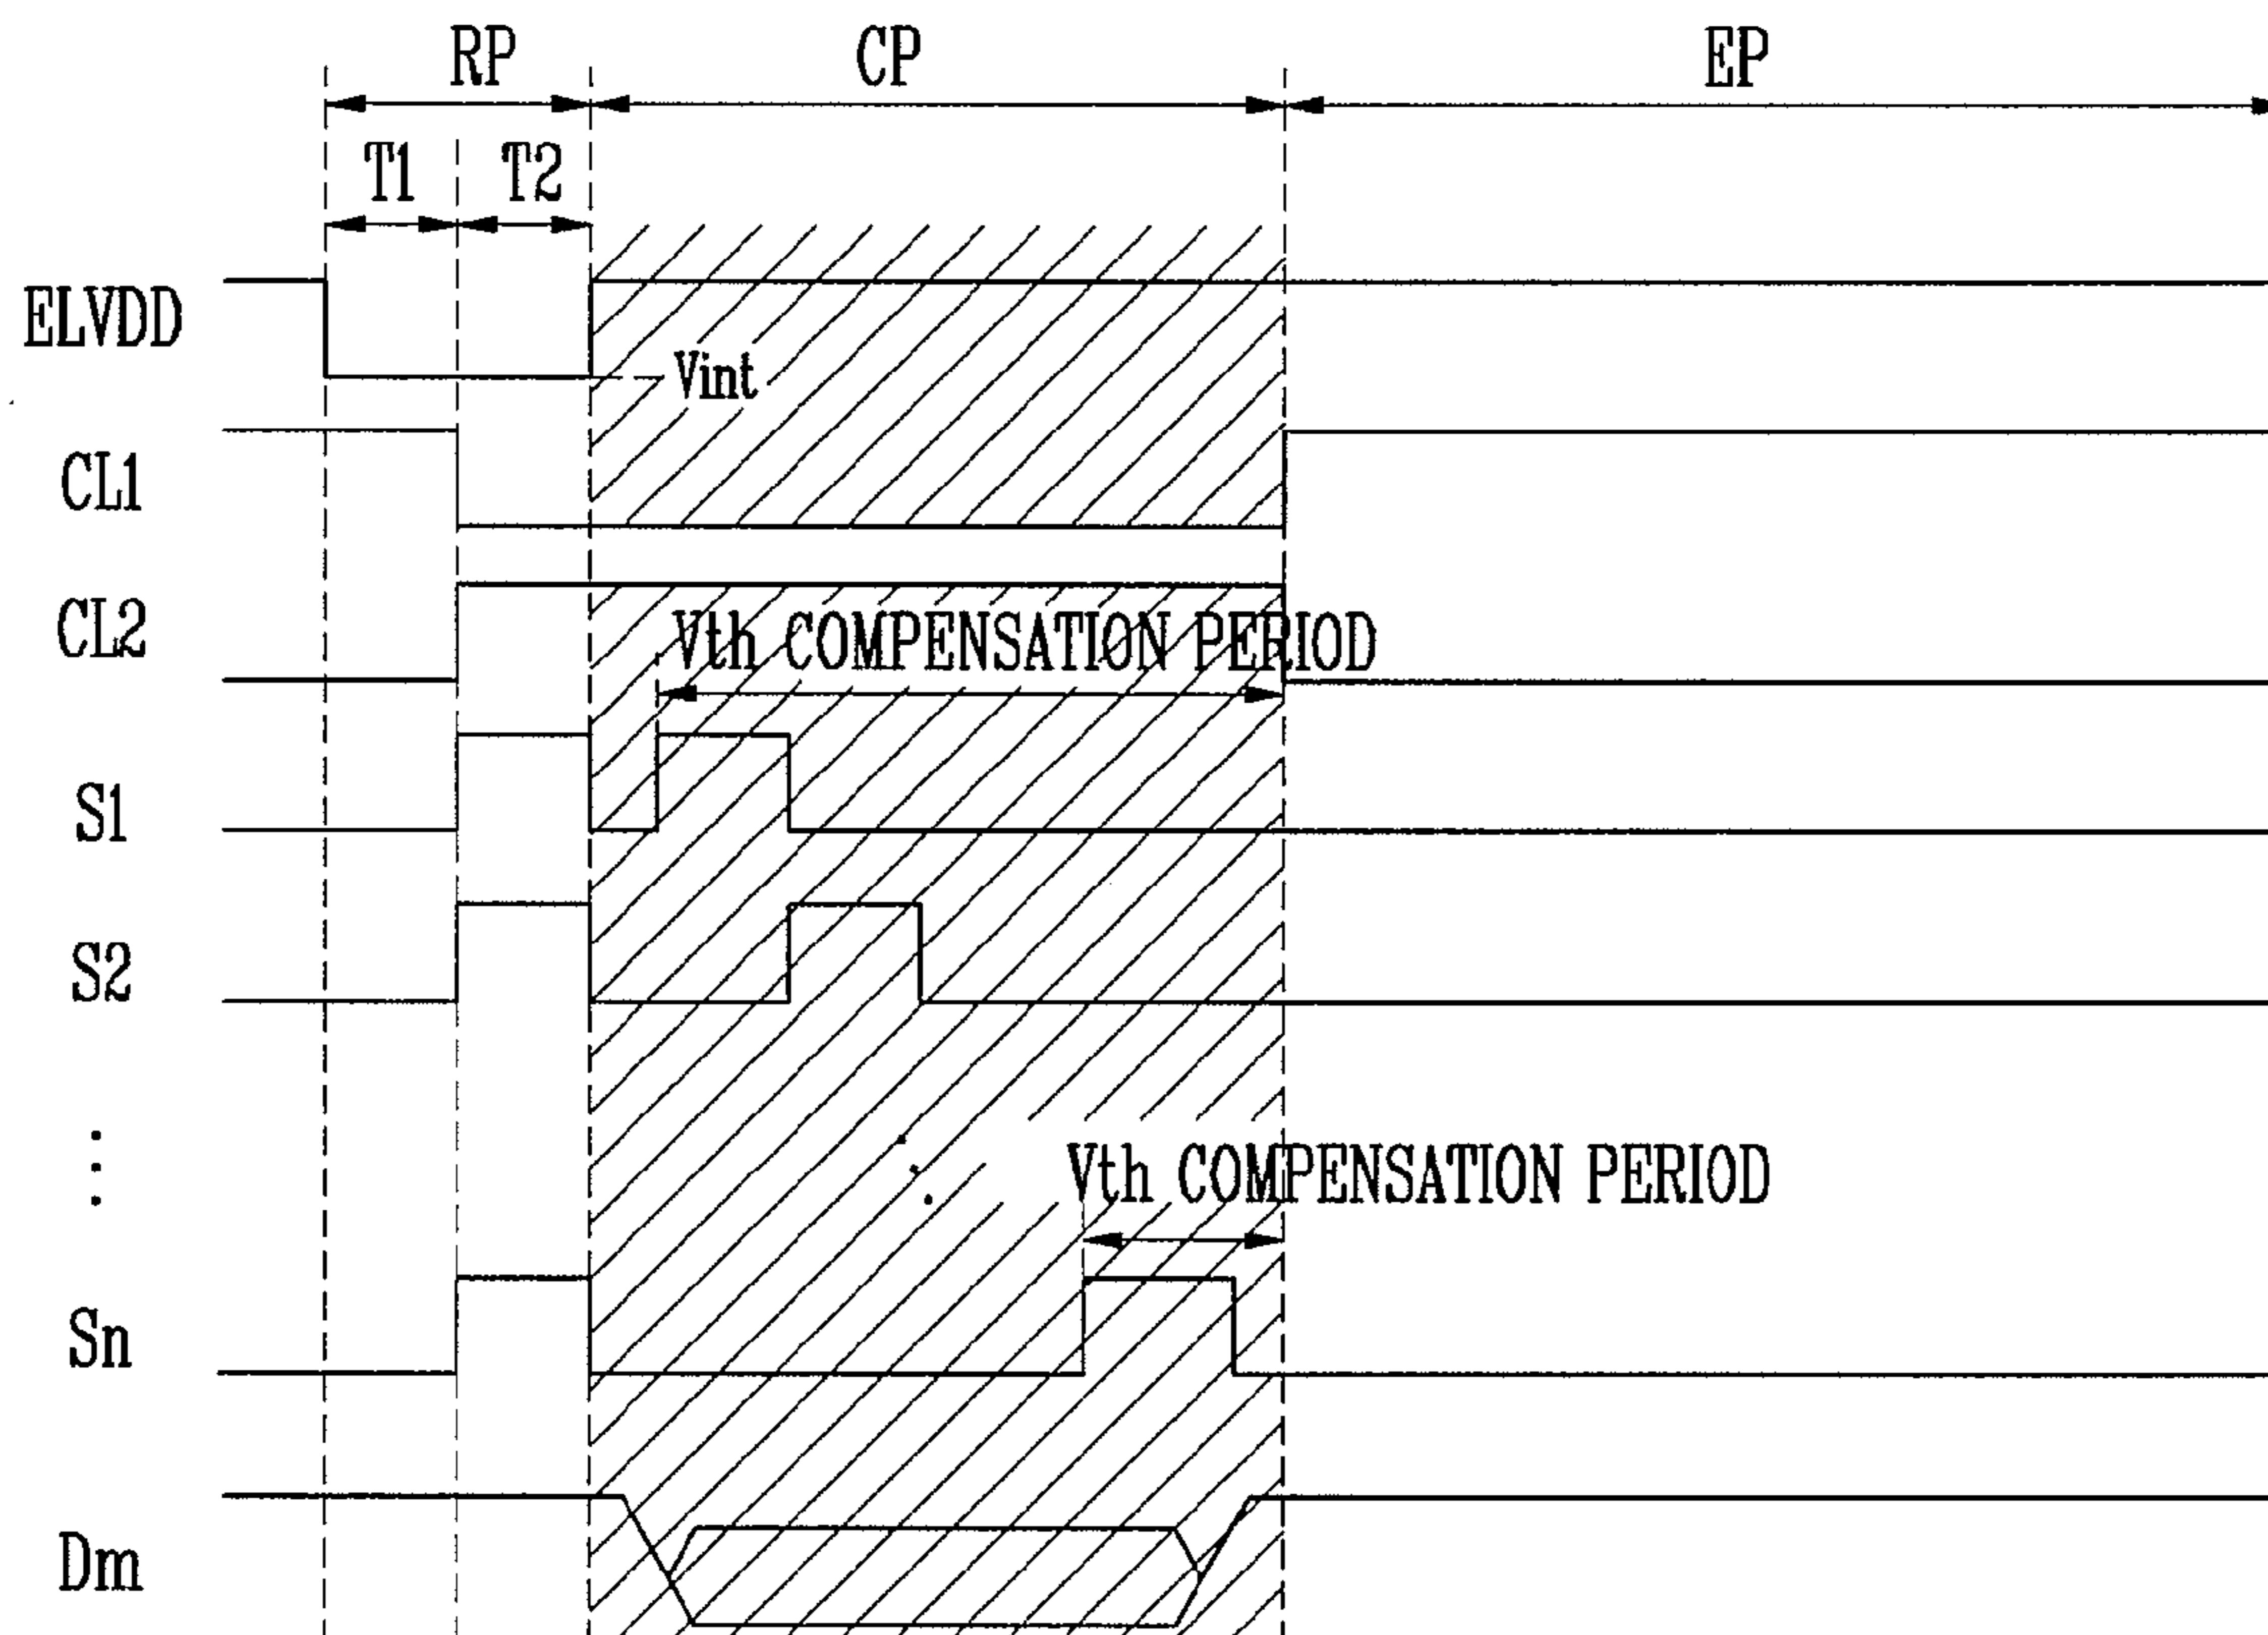 RP CP EP
T1 T2
ELVDD
Vint
CL1
CL2
Vth COMPENSATION PERIOD
S1
S2
Vth COMPENSATION PERIOD
Sn
Dm